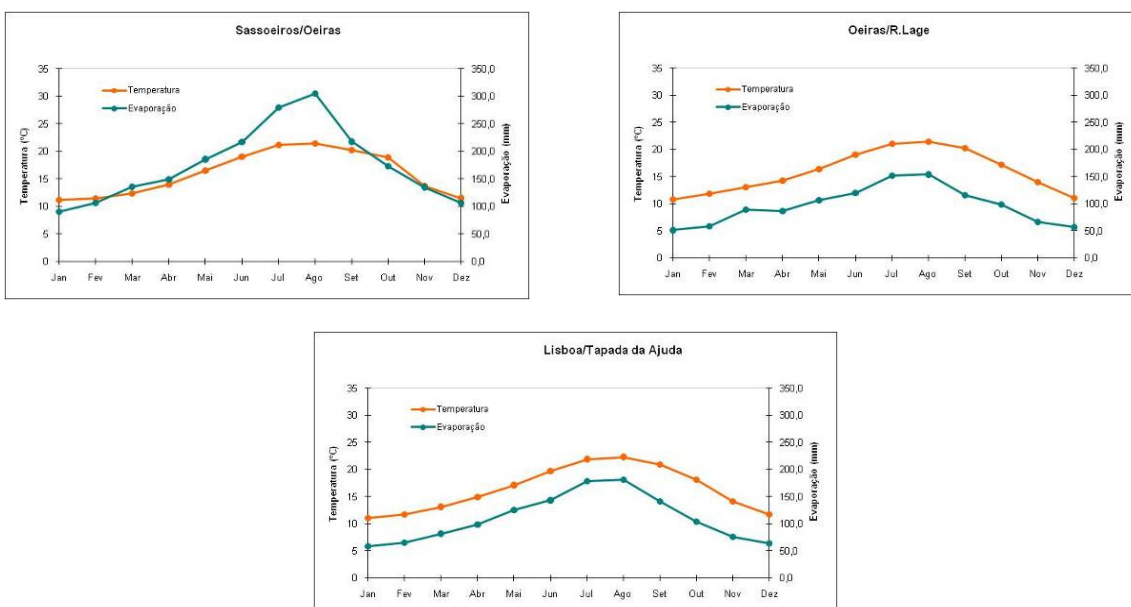 Sassoeiros/Oeiras
Temperatura
Evaporação
Temperatura (ºC)
35
30
25
20
15
10
5
0
Evaporação (mm)
350,0
300,0
250,0
200,0
150,0
100,0
50,0
0,0
Jan Fev Mar Abr Mai Jun Jul Ago Set Out Nov Dez
Oeiras/R.Lage
Temperatura
Evaporação
Temperatura (ºC)
35
30
25
20
15
10
5
0
Evaporação (mm)
350,0
300,0
250,0
200,0
150,0
100,0
50,0
0,0
Jan Fev Mar Abr Mai Jun Jul Ago Set Out Nov Dez
Lisboa/Tapada da Ajuda
Temperatura
Evaporação
Temperatura (ºC)
35
30
25
20
15
10
5
0
Evaporação (mm)
350,0
300,0
250,0
200,0
150,0
100,0
50,0
0,0
Jan Fev Mar Abr Mai Jun Jul Ago Set Out Nov Dez